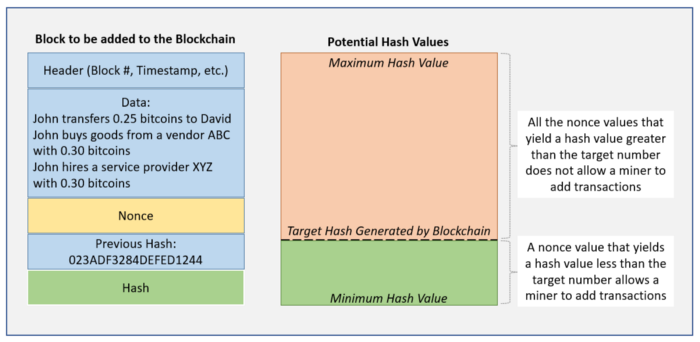 Block to be added to the Blockchain
Header (Block #, Timestamp, etc.)
Data:
John transfers 0.25 bitcoins to David
John buys goods from a vendor ABC
with 0.30 bitcoins
John hires a service provider XYZ
with 0.30 bitcoins
Nonce
Previous Hash:
023ADF3284DEFED1244
Hash
Potential Hash Values
Maximum Hash Value
Target Hash Generated by Blockchain
Minimum Hash Value
All the nonce values that
yield a hash value greater
than the target number
does not allow a miner to
add transactions
A nonce value that yields
a hash value less than the
target number allows a
miner to add transactions